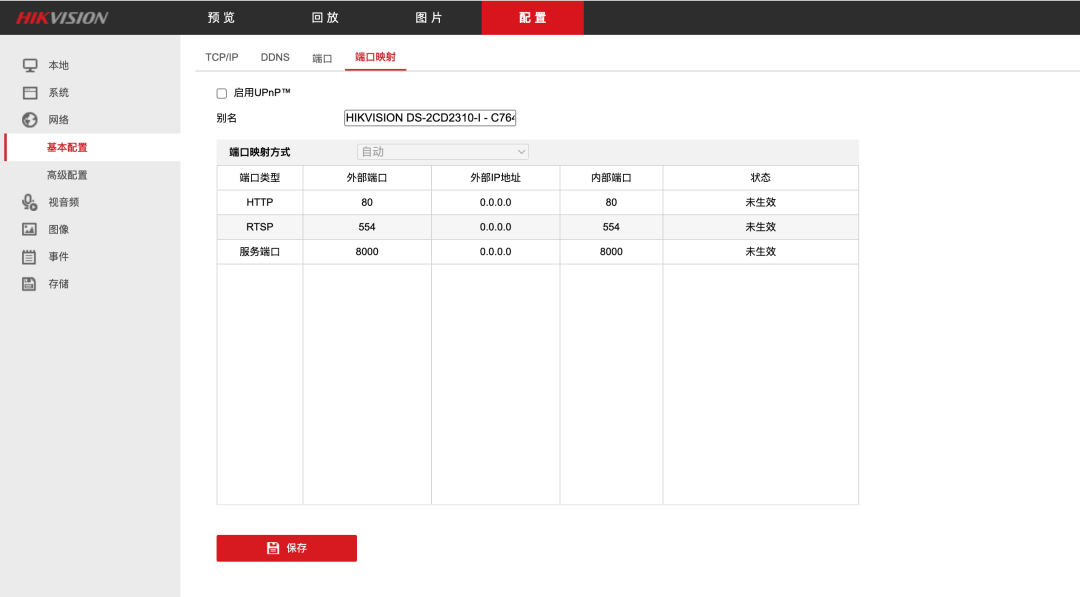 HIKVISION 预览 回放 图片 配置
TCP/IP DDNS 端口 端口映射
本地
系统
网络
基本配置
高级配置
视音频
图像
事件
存储
启用UPnP™
别名 HIKVISION DS-2CD2310-I - C764
端口映射方式 自动
端口类型 外部端口 外部IP地址 内部端口 状态
HTTP 80 0.0.0.0 80 未生效
RTSP 554 0.0.0.0 554 未生效
服务端口 8000 0.0.0.0 8000 未生效
保存